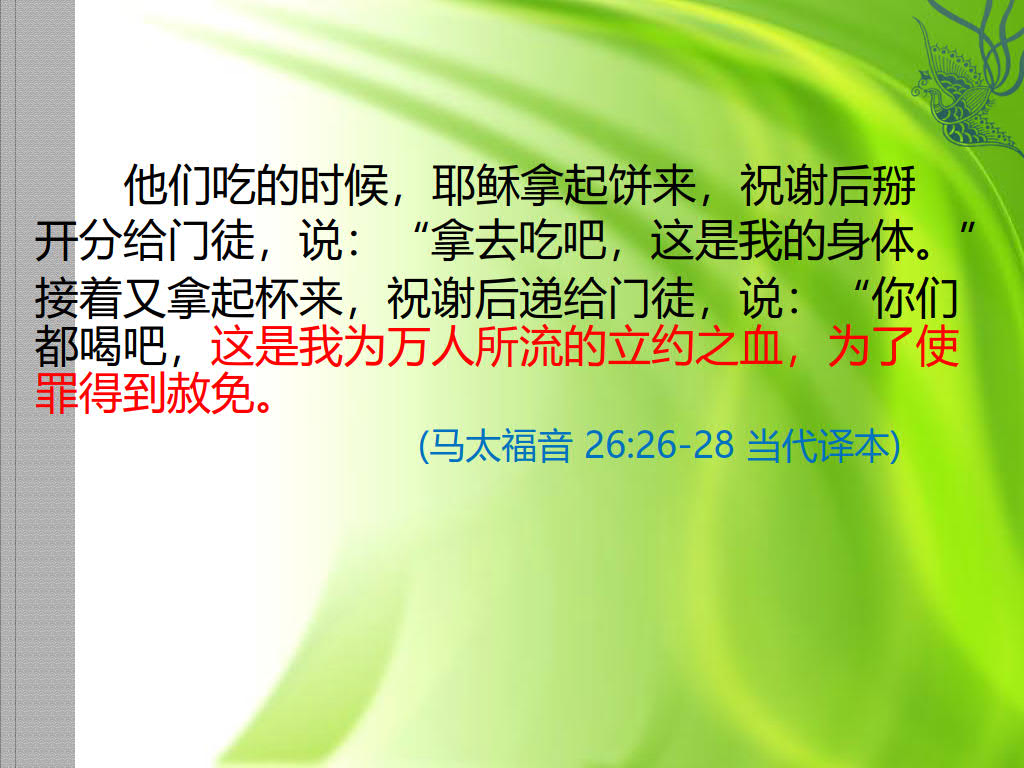 他们吃的时候，耶稣拿起饼来，祝谢后掰
开分给门徒，说：“拿去吃吧，这是我的身体。”
接着又拿起杯来，祝谢后递给门徒，说：“你们
都喝吧，这是我为万人所流的立约之血，为了使
罪得到赦免。
(马太福音 26:26-28 当代译本)